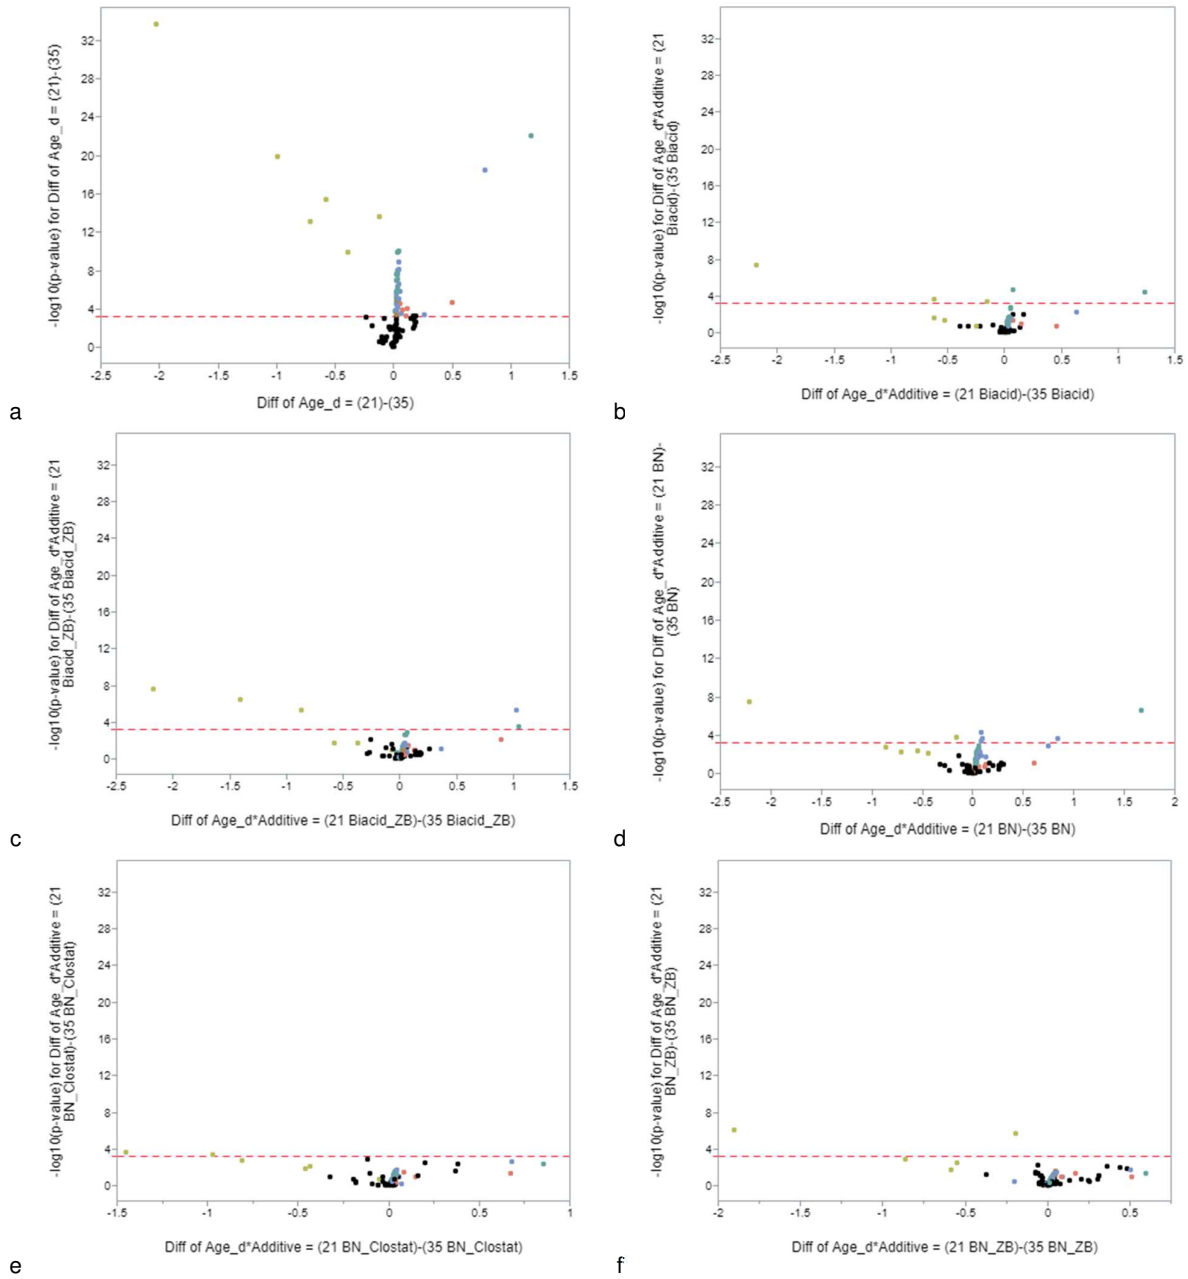 -log10(p-value) for Diff of Age_d = (21)-(35)
32
28
24
20
16
12
8
4
0
-2.5 -2 -1.5 -1 -0.5 0 0.5 1 1.5
Diff of Age_d = (21)-(35)
a
-log10(p-value) for Diff of Age_d*Additive = (21
Biacid)-(35 Biacid)
32
28
24
20
16
12
8
4
0
-2.5 -2 -1.5 -1 -0.5 0 0.5 1 1.5
Diff of Age_d*Additive = (21 Biacid)-(35 Biacid)
b
-log10(p-value) for Diff of Age_d*Additive = (21
Biacid_ZB)-(35 Biacid_ZB)
32
28
24
20
16
12
8
4
0
-2.5 -2 -1.5 -1 -0.5 0 0.5 1 1.5
Diff of Age_d*Additive = (21 Biacid_ZB)-(35 Biacid_ZB)
c
-log10(p-value) for Diff of Age_d*Additive = (21 BN)-
(35 BN)
32
28
24
20
16
12
8
4
0
-2.5 -2 -1.5 -1 -0.5 0 0.5 1 1.5 2
Diff of Age_d*Additive = (21 BN)-(35 BN)
d
-log10(p-value) for Diff of Age_d*Additive = (21
BN_Clostat)-(35 BN_Clostat)
32
28
24
20
16
12
8
4
0
-1.5 -1 -0.5 0 0.5 1
Diff of Age_d*Additive = (21 BN_Clostat)-(35 BN_Clostat)
e
-log10(p-value) for Diff of Age_d*Additive = (21
BN_ZB)-(35 BN_ZB)
32
28
24
20
16
12
8
4
0
-2 -1.5 -1 -0.5 0 0.5
Diff of Age_d*Additive = (21 BN_ZB)-(35 BN_ZB)
f